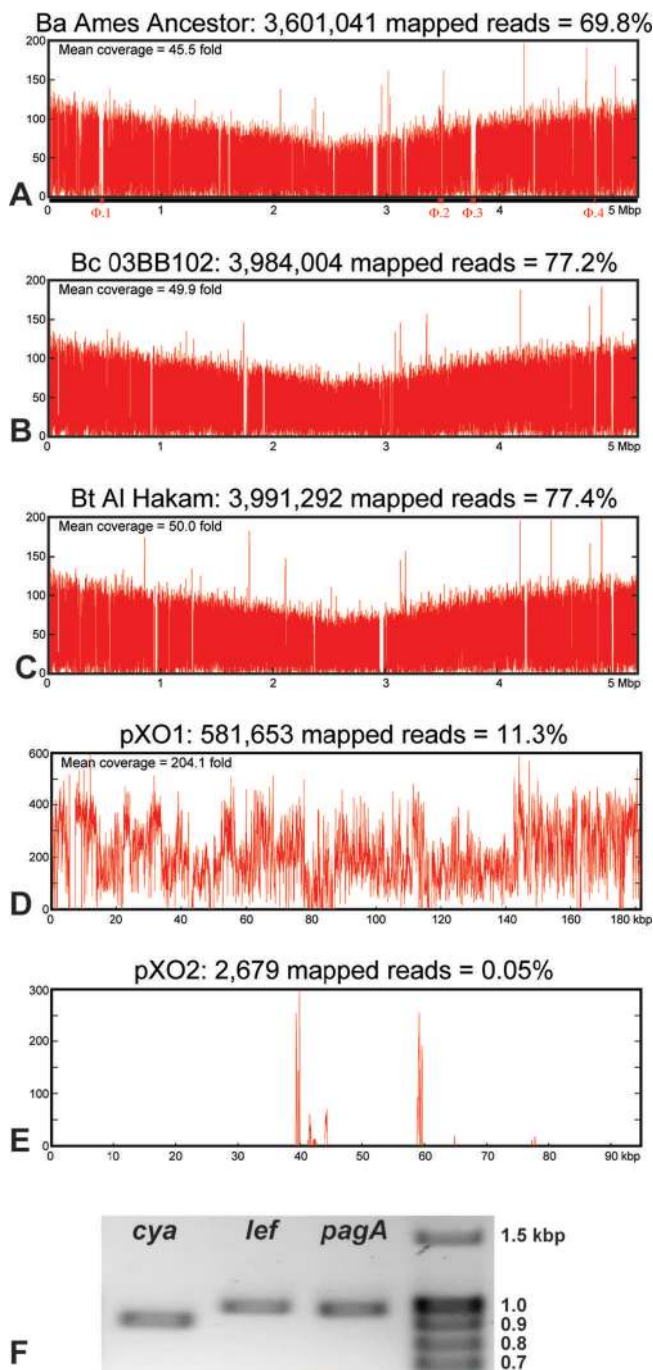 Ba Ames Ancestor: 3,601,041 mapped reads = 69.8%
200
Mean coverage = 45.5 fold
150
100
50
0
A
0 1 2 3 4 5 Mbp
Φ.1 Φ.2 Φ.3 Φ.4
Bc 03BB102: 3,984,004 mapped reads = 77.2%
200
Mean coverage = 49.9 fold
150
100
50
0
B
0 1 2 3 4 5 Mbp
Bt Al Hakam: 3,991,292 mapped reads = 77.4%
200
Mean coverage = 50.0 fold
150
100
50
0
C
0 1 2 3 4 5 Mbp
pXO1: 581,653 mapped reads = 11.3%
600
Mean coverage = 204.1 fold
400
200
0
D
0 20 40 60 80 100 120 140 160 180 kbp
pXO2: 2,679 mapped reads = 0.05%
300
200
100
0
E
0 10 20 30 40 50 60 70 80 90 kbp
cya lef pagA
1.5 kbp
1.0
0.9
0.8
0.7
F